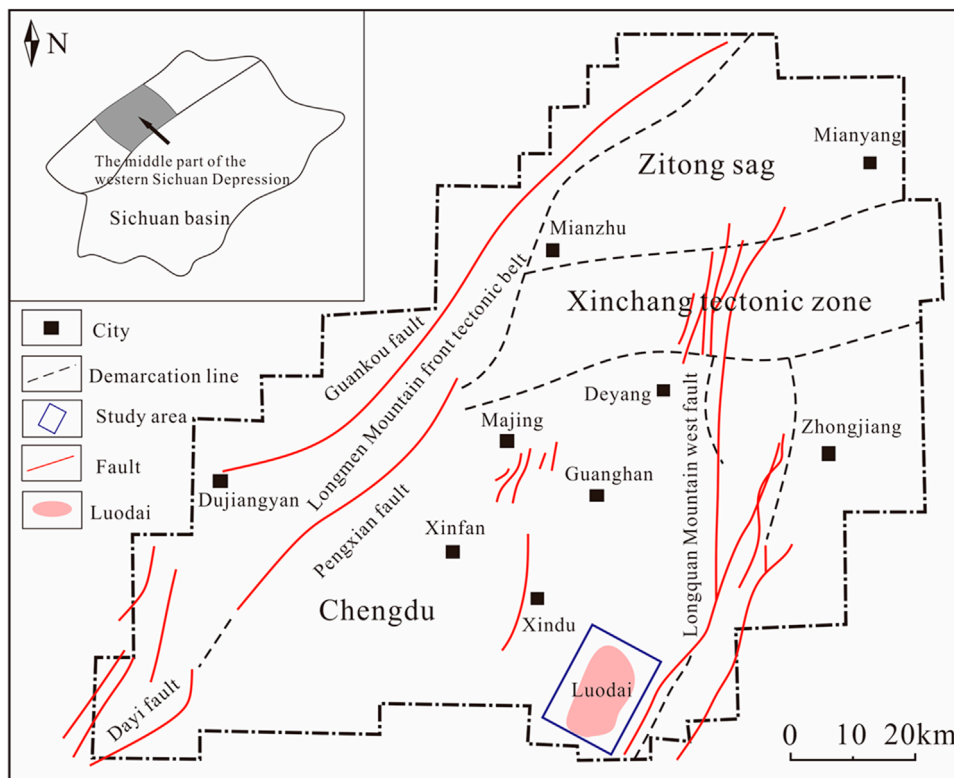 N
The middle part of the
western Sichuan Depression
Sichuan basin
City
Demarcation line
Study area
Fault
Luodai
Mianyang
Zitong sag
Mianzhu
Xinchang tectonic zone
Guankou fault
Longmen Mountain front tectonic belt
Deyang
Majing
Zhongjiang
Guanghan
Dujiangyan
Pengxian fault
Longquan Mountain west fault
Xinfan
Chengdu
Xindu
Luodai
Dayi fault
0 10 20km